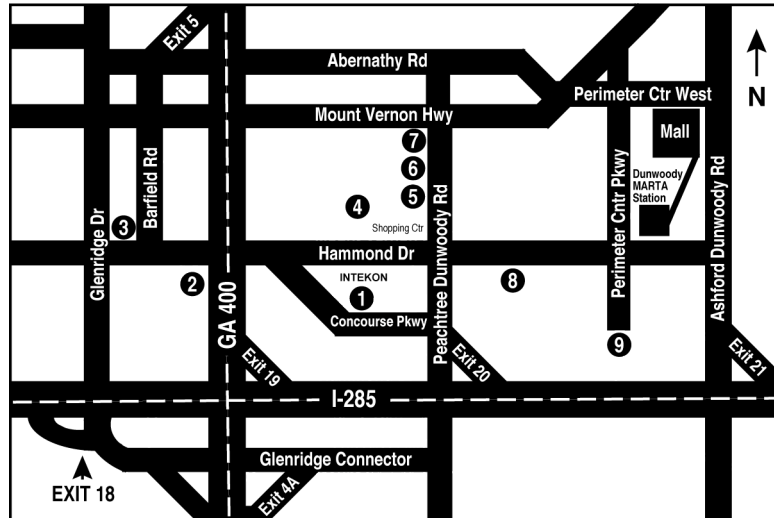 Exit 5
Abernathy Rd
Perimeter Ctr West
N
Mount Vernon Hwy
Mall
7
6
5
4
3
Barfield Rd
Glenridge Dr
Shopping Ctr
Peachtree Dunwoody Rd
Perimeter Cntr Pkwy
Dunwoody
MARTA
Station
Ashford Dunwoody Rd
Hammond Dr
2
GA 400
INTEKON
1
8
Concourse Pkwy
9
Exit 19
Exit 20
Exit 21
I-285
Glenridge Connector
EXIT 18
Exit 4A